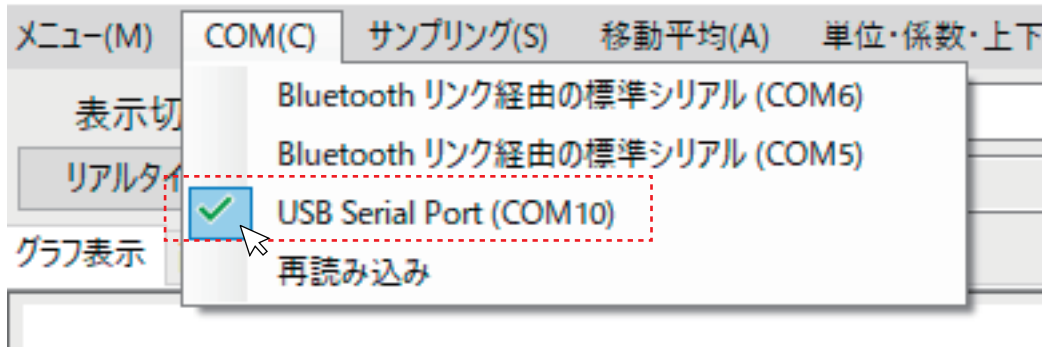 メニュー(M) COM(C) サンプリング(S) 移動平均(A) 単位・係数・上下
Bluetooth リンク経由の標準シリアル (COM6)
表示切
Bluetooth リンク経由の標準シリアル (COM5)
リアルタイ
USB Serial Port (COM10)
グラフ表示
再読み込み